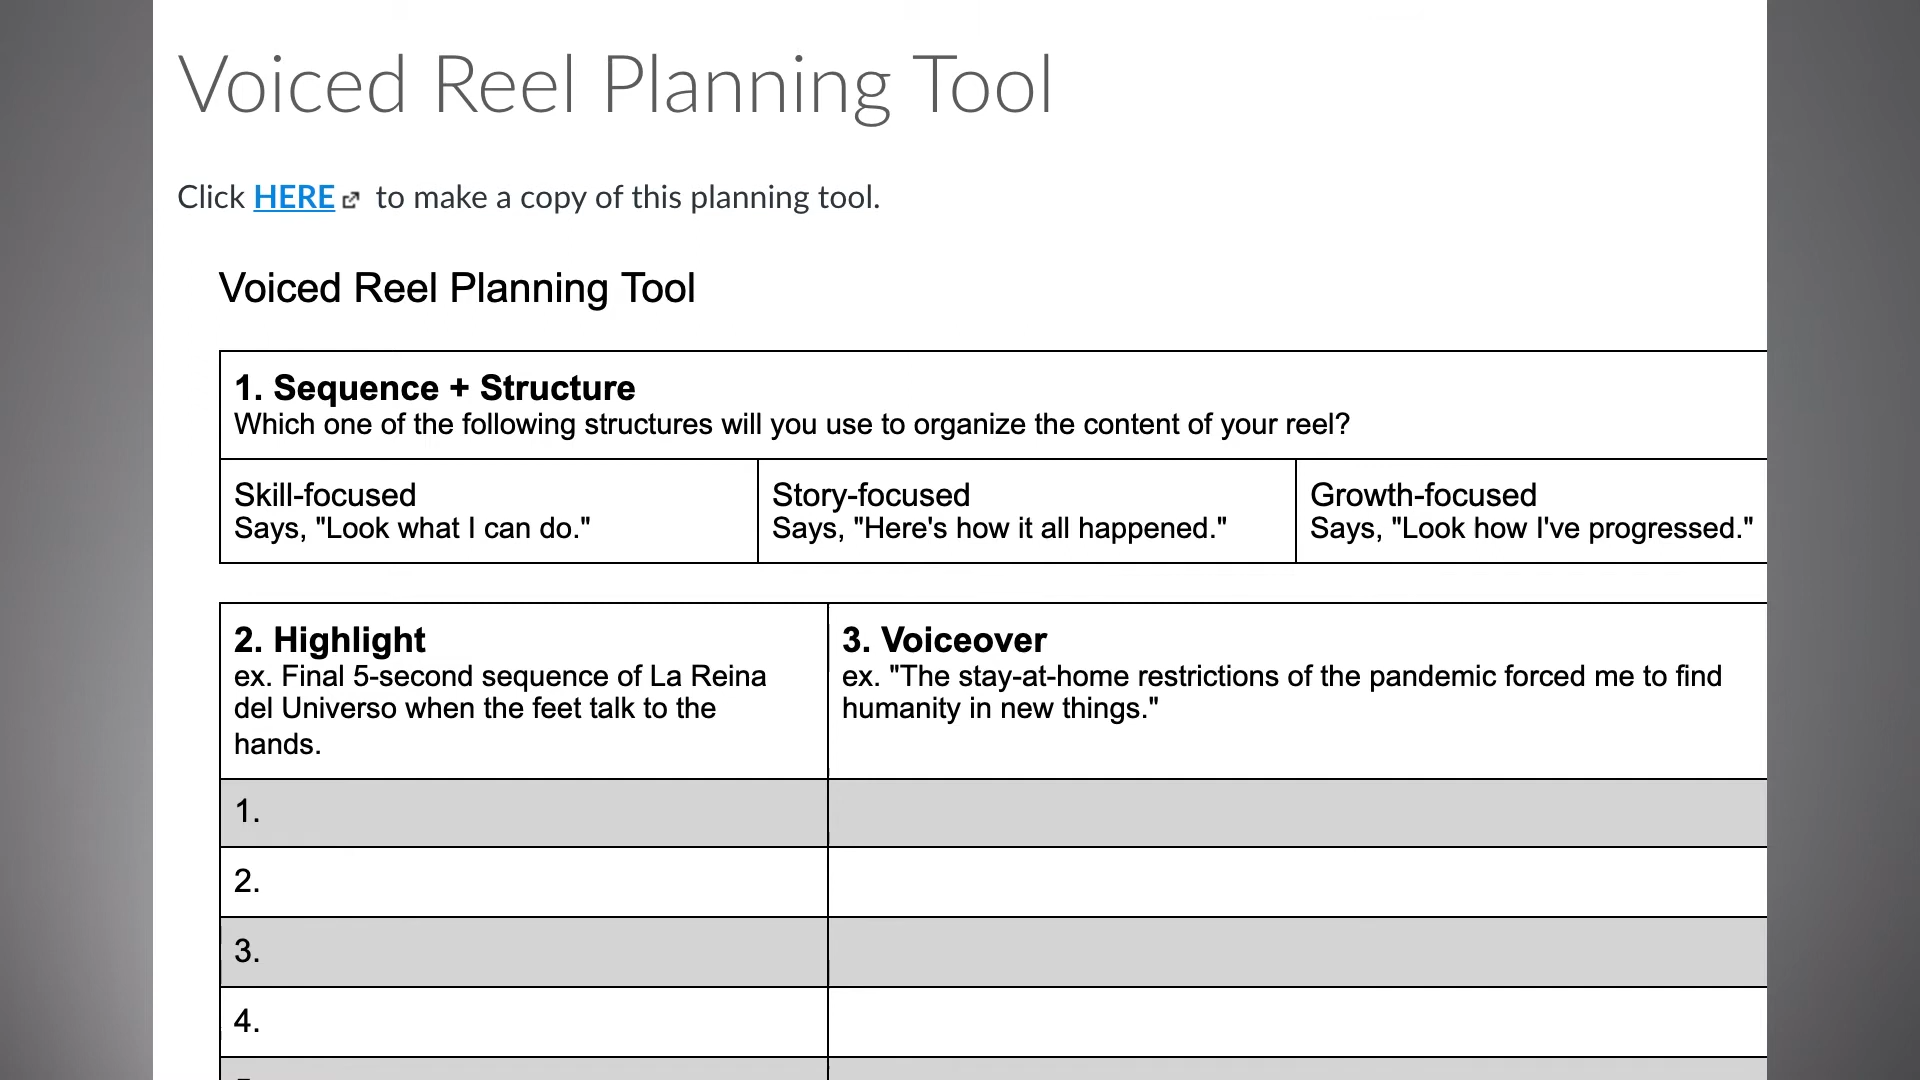 Voiced Reel Planning Tool
Click HERE to make a copy of this planning tool.
Voiced Reel Planning Tool
1. Sequence + Structure
Which one of the following structures will you use to organize the content of your reel?
Skill-focused
Says, "Look what I can do."
Story-focused
Says, "Here's how it all happened."
Growth-focused
Says, "Look how I've progressed."
2. Highlight
ex. Final 5-second sequence of La Reina
del Universo when the feet talk to the
hands.
3. Voiceover
ex. "The stay-at-home restrictions of the pandemic forced me to find
humanity in new things."
1.
2.
3.
4.